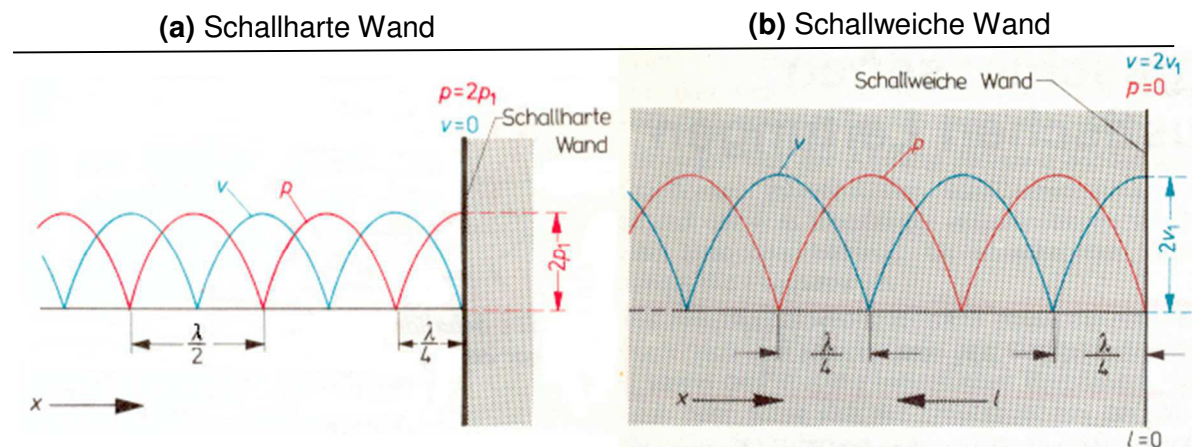 (a) Schallharte Wand
(b) Schallweiche Wand
p=2p₁
v=0
Schallharte
Wand
v
p
2p₁
λ/2
λ/4
x
v=2v₁
p=0
Schallweiche Wand
v
p
2v₁
λ/4
λ/4
x
l
l=0